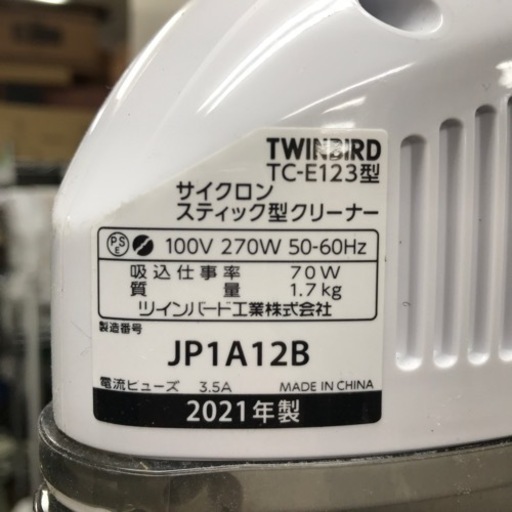 TWINBIRD
TC-E123型
サイクロン
スティック型クリーナー
PSE 100V 270W 50-60Hz
吸込仕事率 70W
質量 1.7kg
ツインバード工業株式会社
製造番号
JP1A12B
電流ヒューズ 3.5A MADE IN CHINA
2021年製